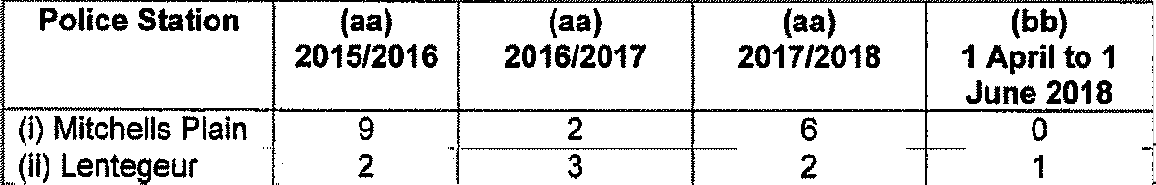 Police Station (aa) (aa) (aa) (bb)
2015/2016 2016/2017 2017/2018 1 April to 1
June 2018
(i) Mitchells Plain 9 2 6 0
(ii) Lentegeur 2 3 2 1